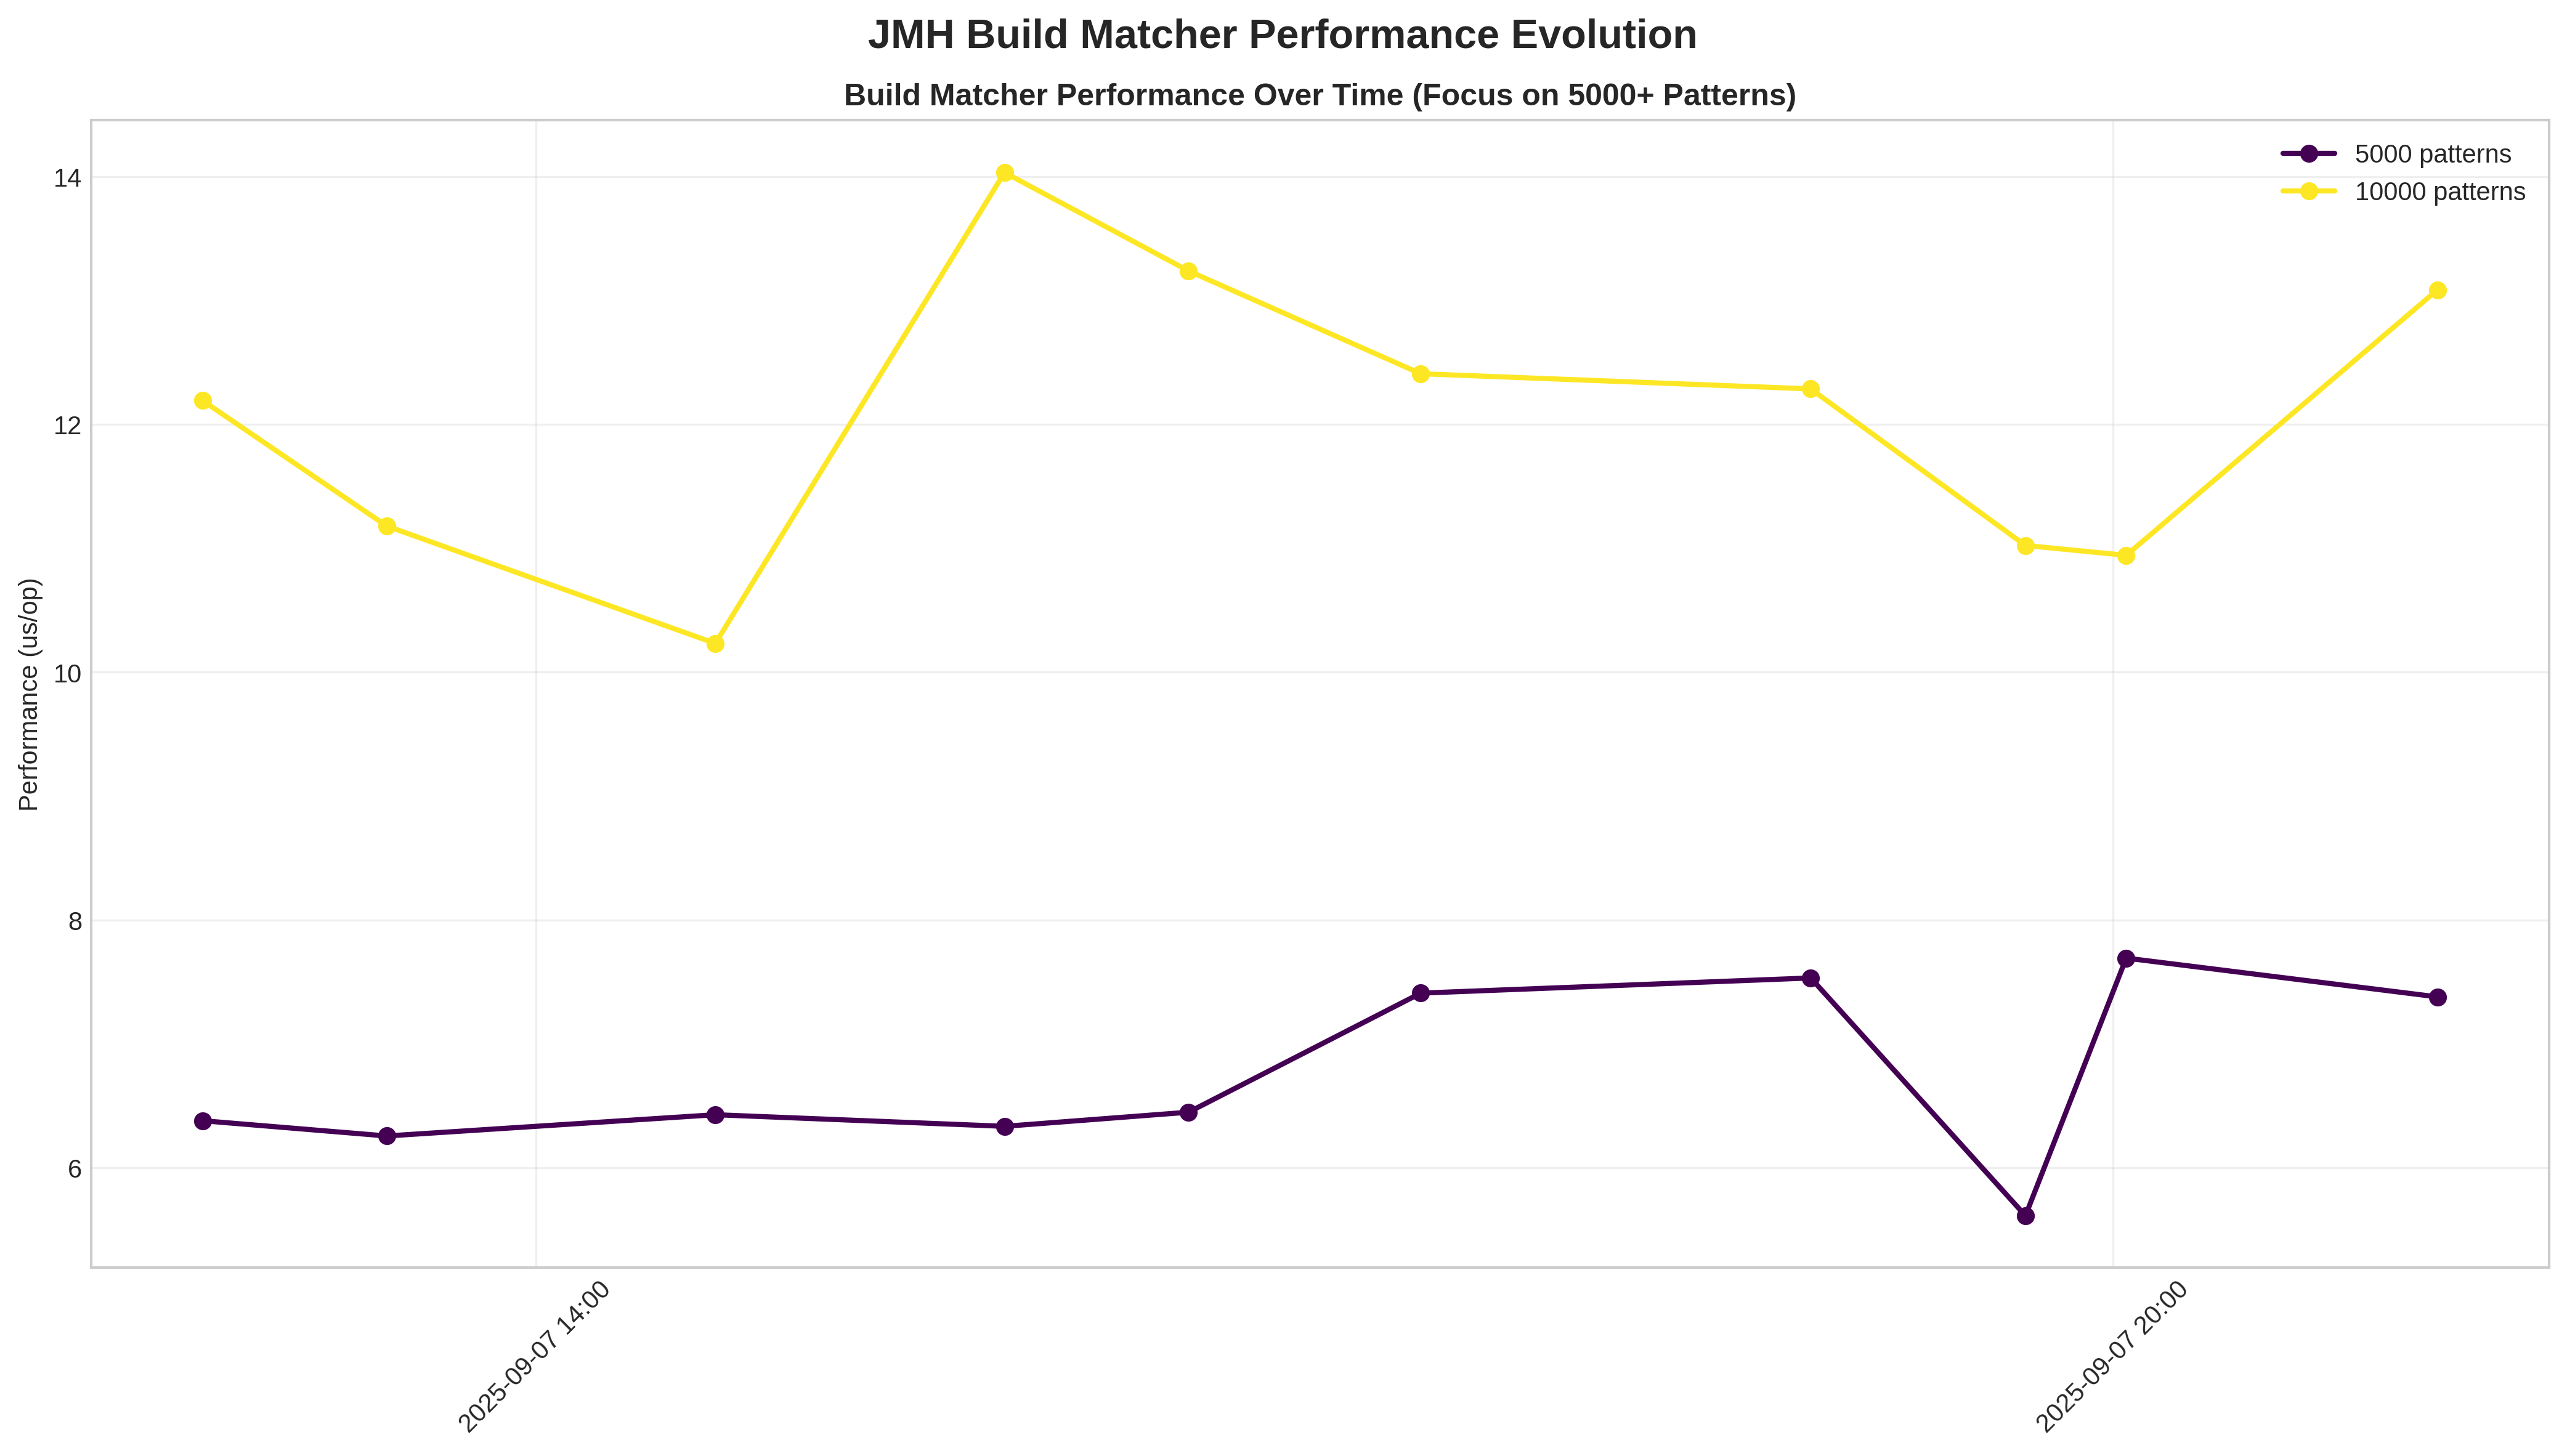 JMH Build Matcher Performance Evolution
Build Matcher Performance Over Time (Focus on 5000+ Patterns)
5000 patterns
10000 patterns
Performance (us/op)
14
12
10
8
6
2025-09-07 14:00
2025-09-07 20:00